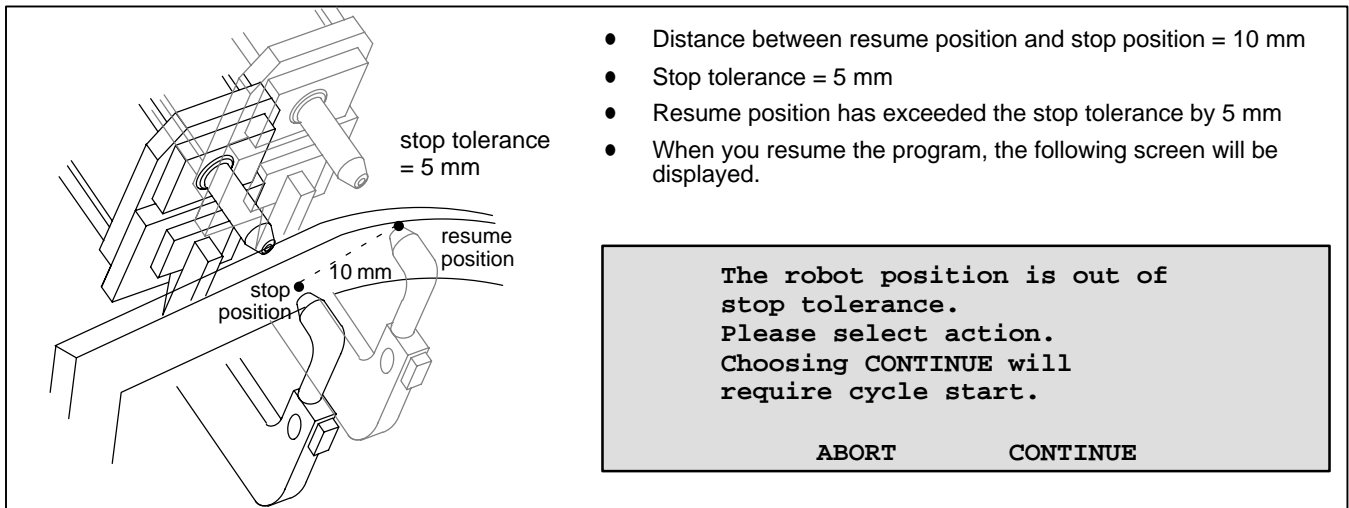 stop tolerance
= 5 mm
resume
position
10 mm
stop
position
● Distance between resume position and stop position = 10 mm
● Stop tolerance = 5 mm
● Resume position has exceeded the stop tolerance by 5 mm
● When you resume the program, the following screen will be
displayed.
The robot position is out of
stop tolerance.
Please select action.
Choosing CONTINUE will
require cycle start.
ABORT CONTINUE